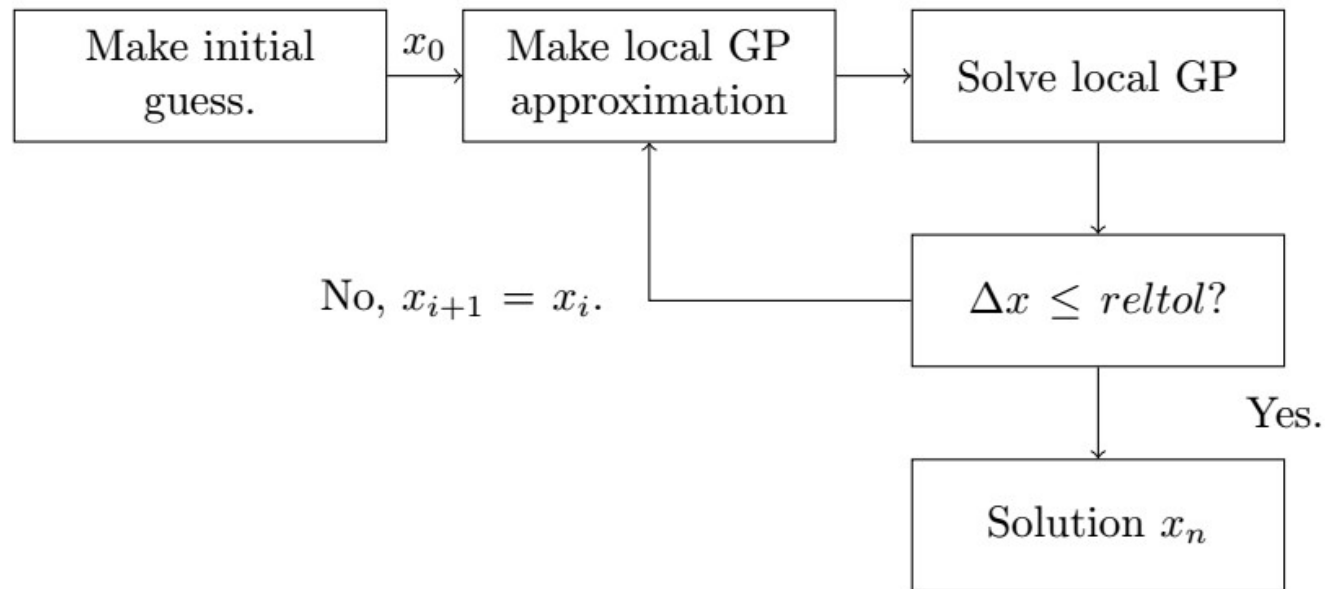 Make initial
guess.
x₀
Make local GP
approximation
Solve local GP
No, xᵢ₊₁ = xᵢ.
Δx ≤ reltol?
Yes.
Solution xₙ